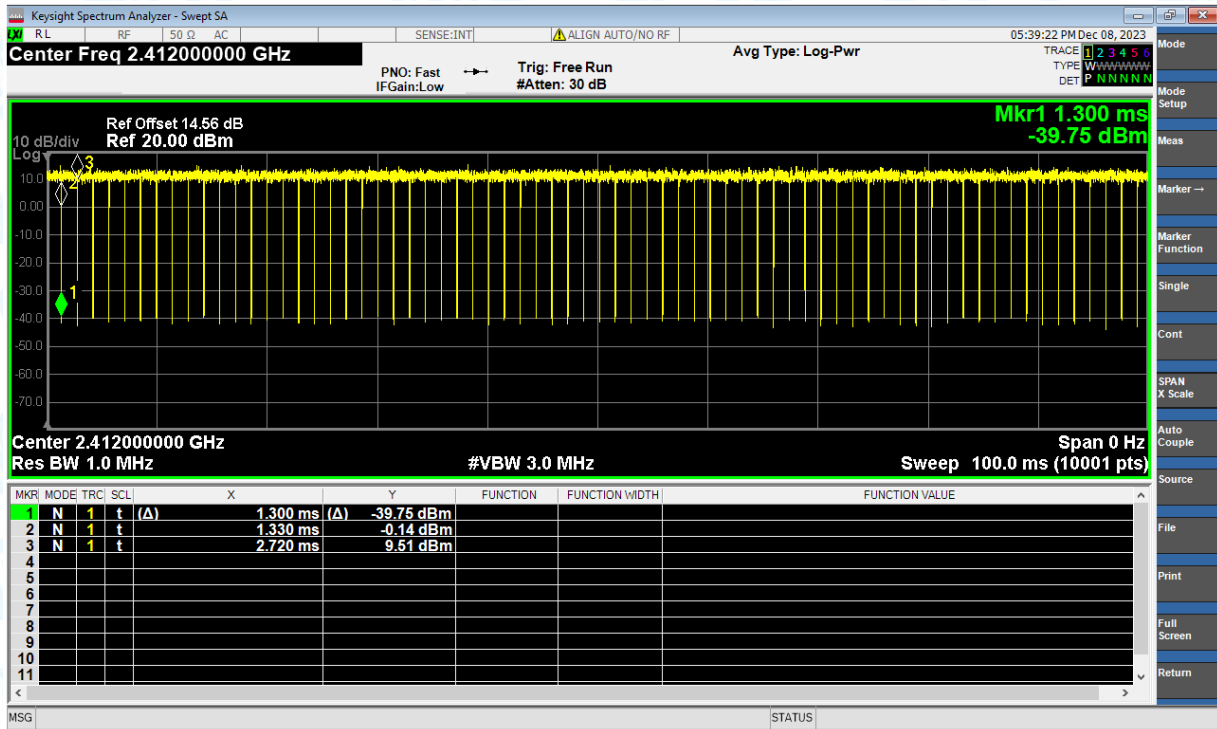 Keysight Spectrum Analyzer - Swept SA
LXI RL RF 50 Ω AC SENSE:INT ALIGN AUTO/NO RF 05:39:22 PM Dec 08, 2023
Center Freq 2.412000000 GHz Avg Type: Log-Pwr TRACE 1 2 3 4 5 6
PNO: Fast Trig: Free Run TYPE WWWWWW
IFGain:Low #Atten: 30 dB DET P N N N N N
Mode
Mode Setup
Meas
Marker →
Marker Function
Single
Cont
SPAN X Scale
Auto Couple
Source
File
Print
Full Screen
Return
Mkr1 1.300 ms
-39.75 dBm
Ref Offset 14.56 dB
10 dB/div Ref 20.00 dBm
Log
3
10.0
2
0.00
-10.0
-20.0
-30.0 1
-40.0
-50.0
-60.0
-70.0
Center 2.412000000 GHz Span 0 Hz
Res BW 1.0 MHz #VBW 3.0 MHz Sweep 100.0 ms (10001 pts)
MKR MODE TRC SCL X Y FUNCTION FUNCTION WIDTH FUNCTION VALUE
1 N 1 t (Δ) 1.300 ms (Δ) -39.75 dBm
2 N 1 t 1.330 ms -0.14 dBm
3 N 1 t 2.720 ms 9.51 dBm
4
5
6
7
8
9
10
11
MSG STATUS